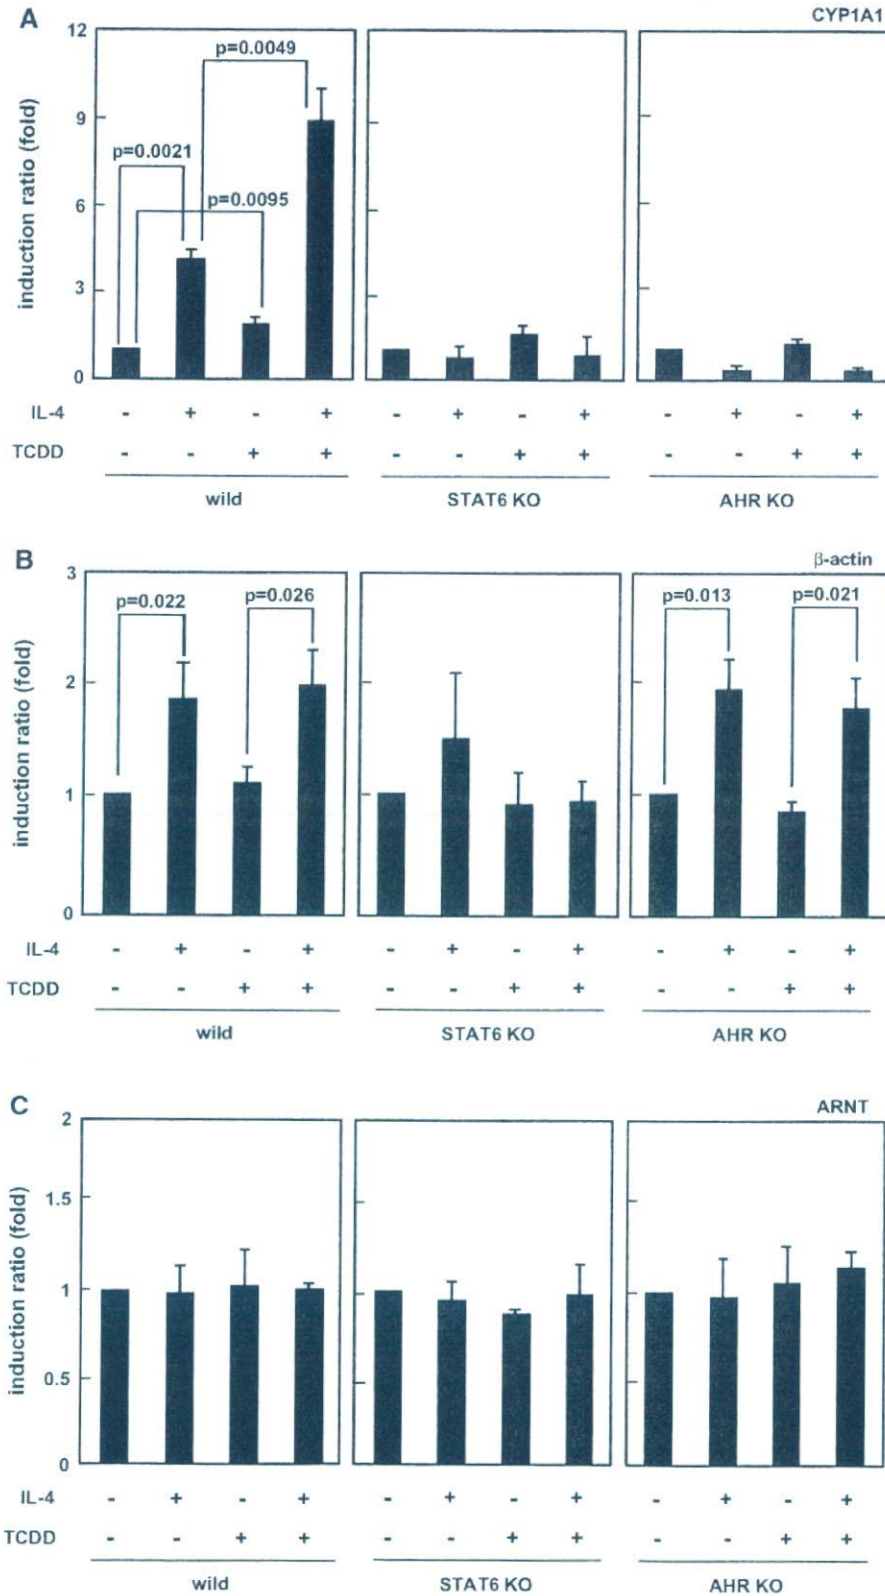 A
CYP1A1
induction ratio (fold)
12
9
6
3
0
p=0.0049
p=0.0021
p=0.0095
IL-4 - + - + - + - + - + - +
TCDD - - + + - - + + - - + +
wild STAT6 KO AHR KO
B
β-actin
induction ratio (fold)
3
2
1
0
p=0.022 p=0.026 p=0.013 p=0.021
IL-4 - + - + - + - + - + - +
TCDD - - + + - - + + - - + +
wild STAT6 KO AHR KO
C
ARNT
induction ratio (fold)
2
1.5
1
0.5
0
IL-4 - + - + - + - + - + - +
TCDD - - + + - - + + - - + +
wild STAT6 KO AHR KO